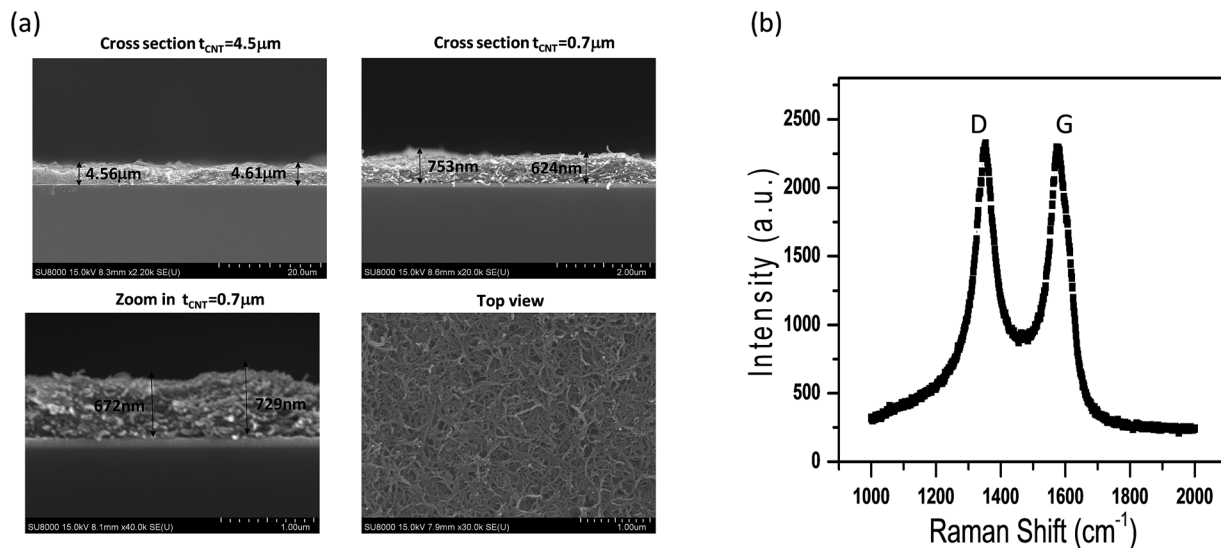 (a)
Cross section t_CNT=4.5μm
4.56μm
4.61μm
SU8000 15.0kV 8.3mm x2.20k SE(U)
20.0um
Cross section t_CNT=0.7μm
753nm
624nm
SU8000 15.0kV 8.6mm x20.0k SE(U)
2.00um
Zoom in t_CNT=0.7μm
672nm
729nm
SU8000 15.0kV 8.1mm x40.0k SE(U)
1.00um
Top view
SU8000 15.0kV 7.9mm x30.0k SE(U)
1.00um
(b)
D
G
Intensity (a.u.)
2500
2000
1500
1000
500
0
1000 1200 1400 1600 1800 2000
Raman Shift (cm⁻¹)